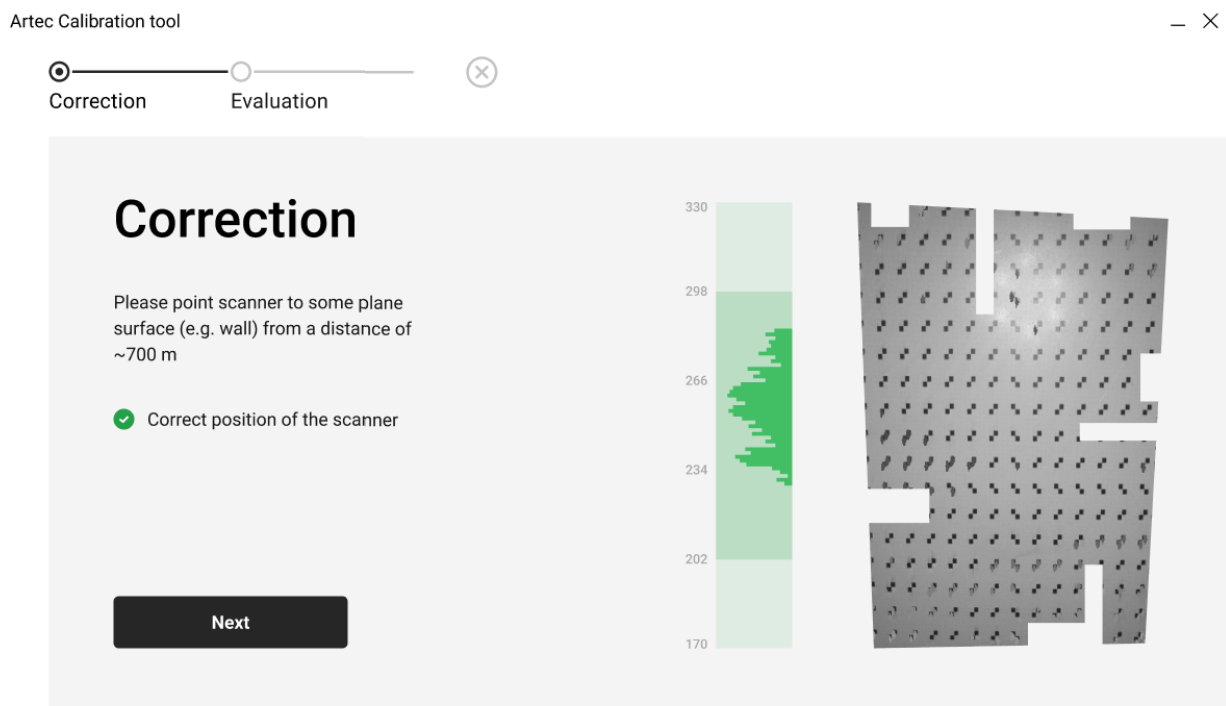 Artec Calibration tool
Correction
Evaluation
Correction
Please point scanner to some plane
surface (e.g. wall) from a distance of
~700 m
Correct position of the scanner
Next
330
298
266
234
202
170